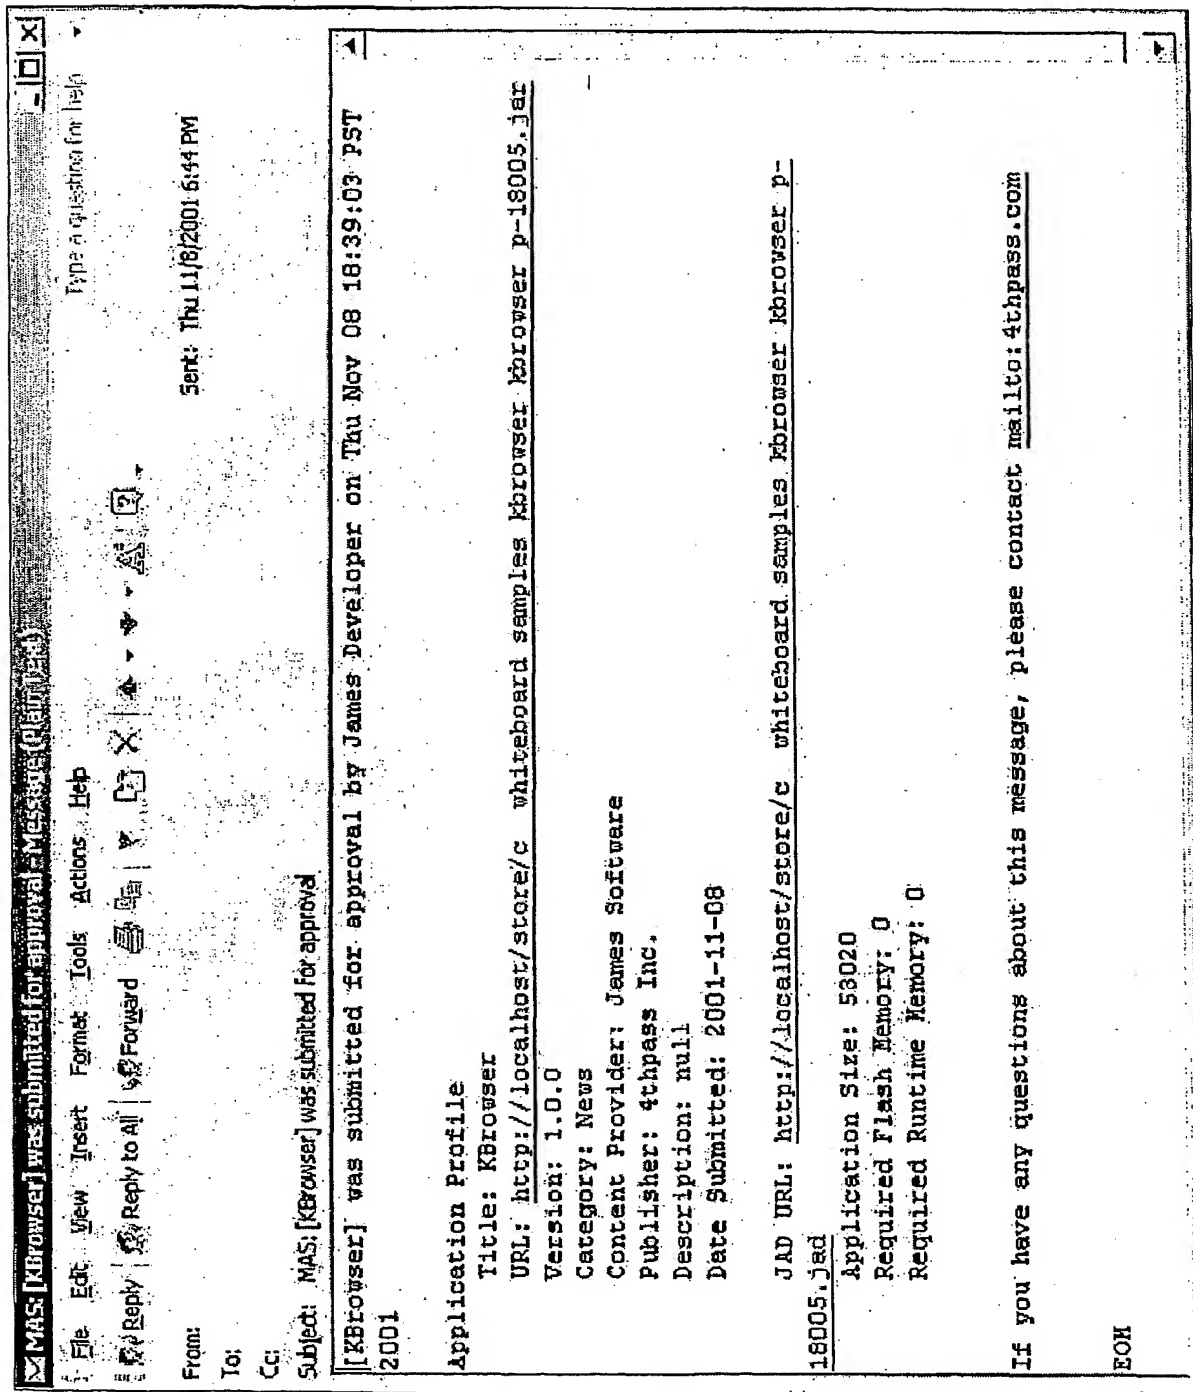 MAS: [KBrowser] was submitted for approval - Message (Plain Text)
File Edit View Insert Format Tools Actions Help Type a question for help
Reply Reply to All Forward
From: Sent: Thu 11/8/2001 6:44 PM
To:
Cc:
Subject: MAS: [KBrowser] was submitted for approval
[KBrowser] was submitted for approval by James Developer on Thu Nov 08 18:39:03 PST
2001
Application Profile
Title: KBrowser
URL: http://localhost/store/c whiteboard samples kbrowser kbrowser p-18005.jar
Version: 1.0.0
Category: News
Content Provider: James Software
Publisher: 4thpass Inc.
Description: null
Date Submitted: 2001-11-08
JAD URL: http://localhost/store/c whiteboard samples kbrowser kbrowser p-
18005.jad
Application Size: 53020
Required Flash Memory: 0
Required Runtime Memory: 0
If you have any questions about this message, please contact mailto:4thpass.com
EOM